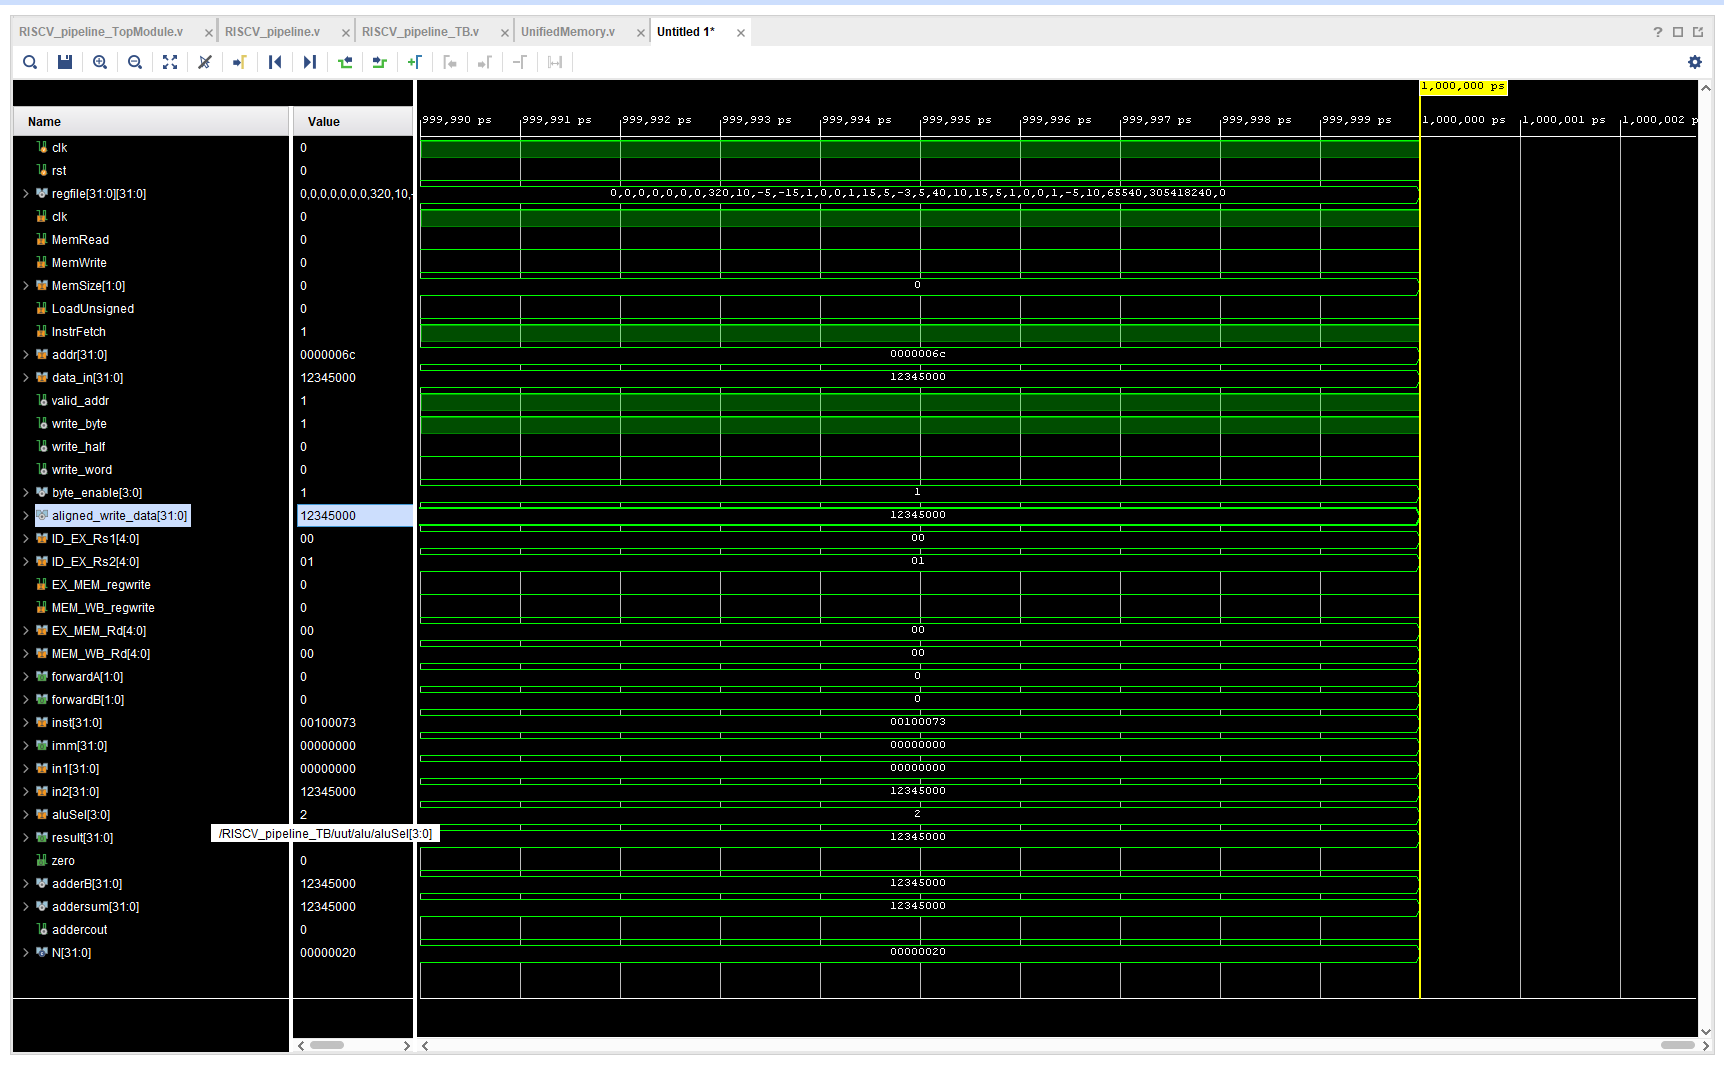 RISCV_pipeline_TopModule.v × RISCV_pipeline.v × RISCV_pipeline_TB.v × UnifiedMemory.v × Untitled 1* ×
1,000,000 ps
Name Value 999,990 ps 999,991 ps 999,992 ps 999,993 ps 999,994 ps 999,995 ps 999,996 ps 999,997 ps 999,998 ps 999,999 ps 1,000,000 ps 1,000,001 ps 1,000,002 p
clk 0
rst 0
regfile[31:0][31:0] 0,0,0,0,0,0,0,320,10,- 0,0,0,0,0,0,0,320,10,-5,-15,1,0,0,1,15,5,-3,5,40,10,15,5,1,0,0,1,-5,10,65540,305418240,0
clk 0
MemRead 0
MemWrite 0
MemSize[1:0] 0 0
LoadUnsigned 0
InstrFetch 1
addr[31:0] 0000006c 0000006c
data_in[31:0] 12345000 12345000
valid_addr 1
write_byte 1
write_half 0
write_word 0
byte_enable[3:0] 1 1
aligned_write_data[31:0] 12345000 12345000
ID_EX_Rs1[4:0] 00 00
ID_EX_Rs2[4:0] 01 01
EX_MEM_regwrite 0
MEM_WB_regwrite 0
EX_MEM_Rd[4:0] 00 00
MEM_WB_Rd[4:0] 00 00
forwardA[1:0] 0 0
forwardB[1:0] 0 0
inst[31:0] 00100073 00100073
imm[31:0] 00000000 00000000
in1[31:0] 00000000 00000000
in2[31:0] 12345000 12345000
aluSel[3:0] 2 2
/RISCV_pipeline_TB/uut/alu/aluSel[3:0]
result[31:0] 12345000
zero 0
adderB[31:0] 12345000 12345000
addersum[31:0] 12345000 12345000
addercout 0
N[31:0] 00000020 00000020